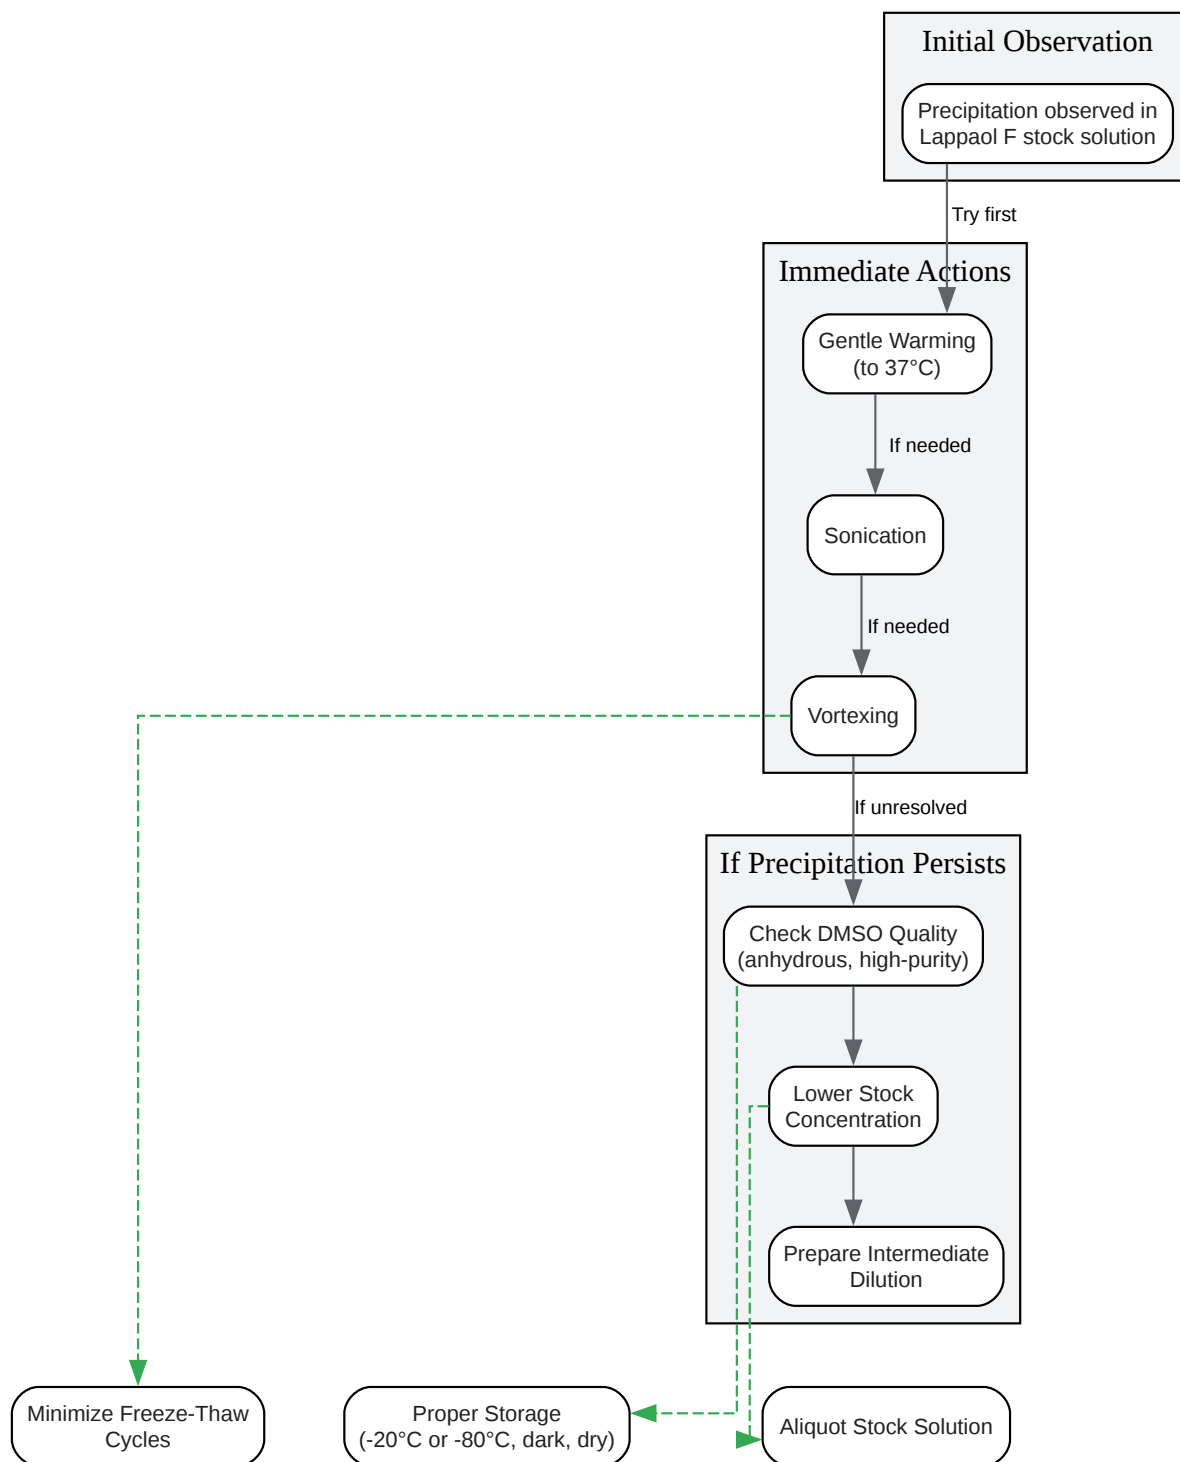 Initial Observation
Precipitation observed in
Lappaol F stock solution
Try first
Immediate Actions
Gentle Warming
(to 37°C)
If needed
Sonication
If needed
Vortexing
If unresolved
If Precipitation Persists
Check DMSO Quality
(anhydrous, high-purity)
Lower Stock
Concentration
Prepare Intermediate
Dilution
Minimize Freeze-Thaw
Cycles
Proper Storage
(-20°C or -80°C, dark, dry)
Aliquot Stock Solution